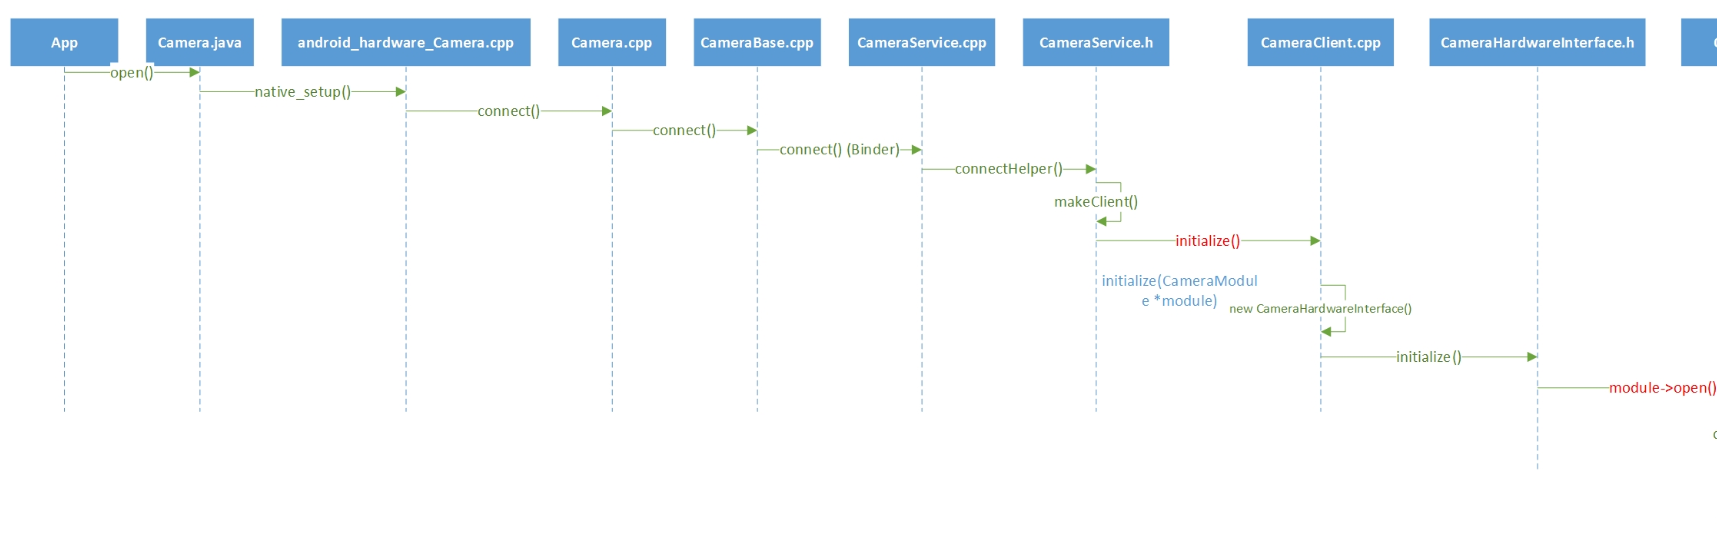 App
Camera.java
android_hardware_Camera.cpp
Camera.cpp
CameraBase.cpp
CameraService.cpp
CameraService.h
CameraClient.cpp
CameraHardwareInterface.h
open()
native_setup()
connect()
connect()
connect() (Binder)
connectHelper()
makeClient()
initialize()
initialize(CameraModul
e *module)
new CameraHardwareInterface()
initialize()
module->open()